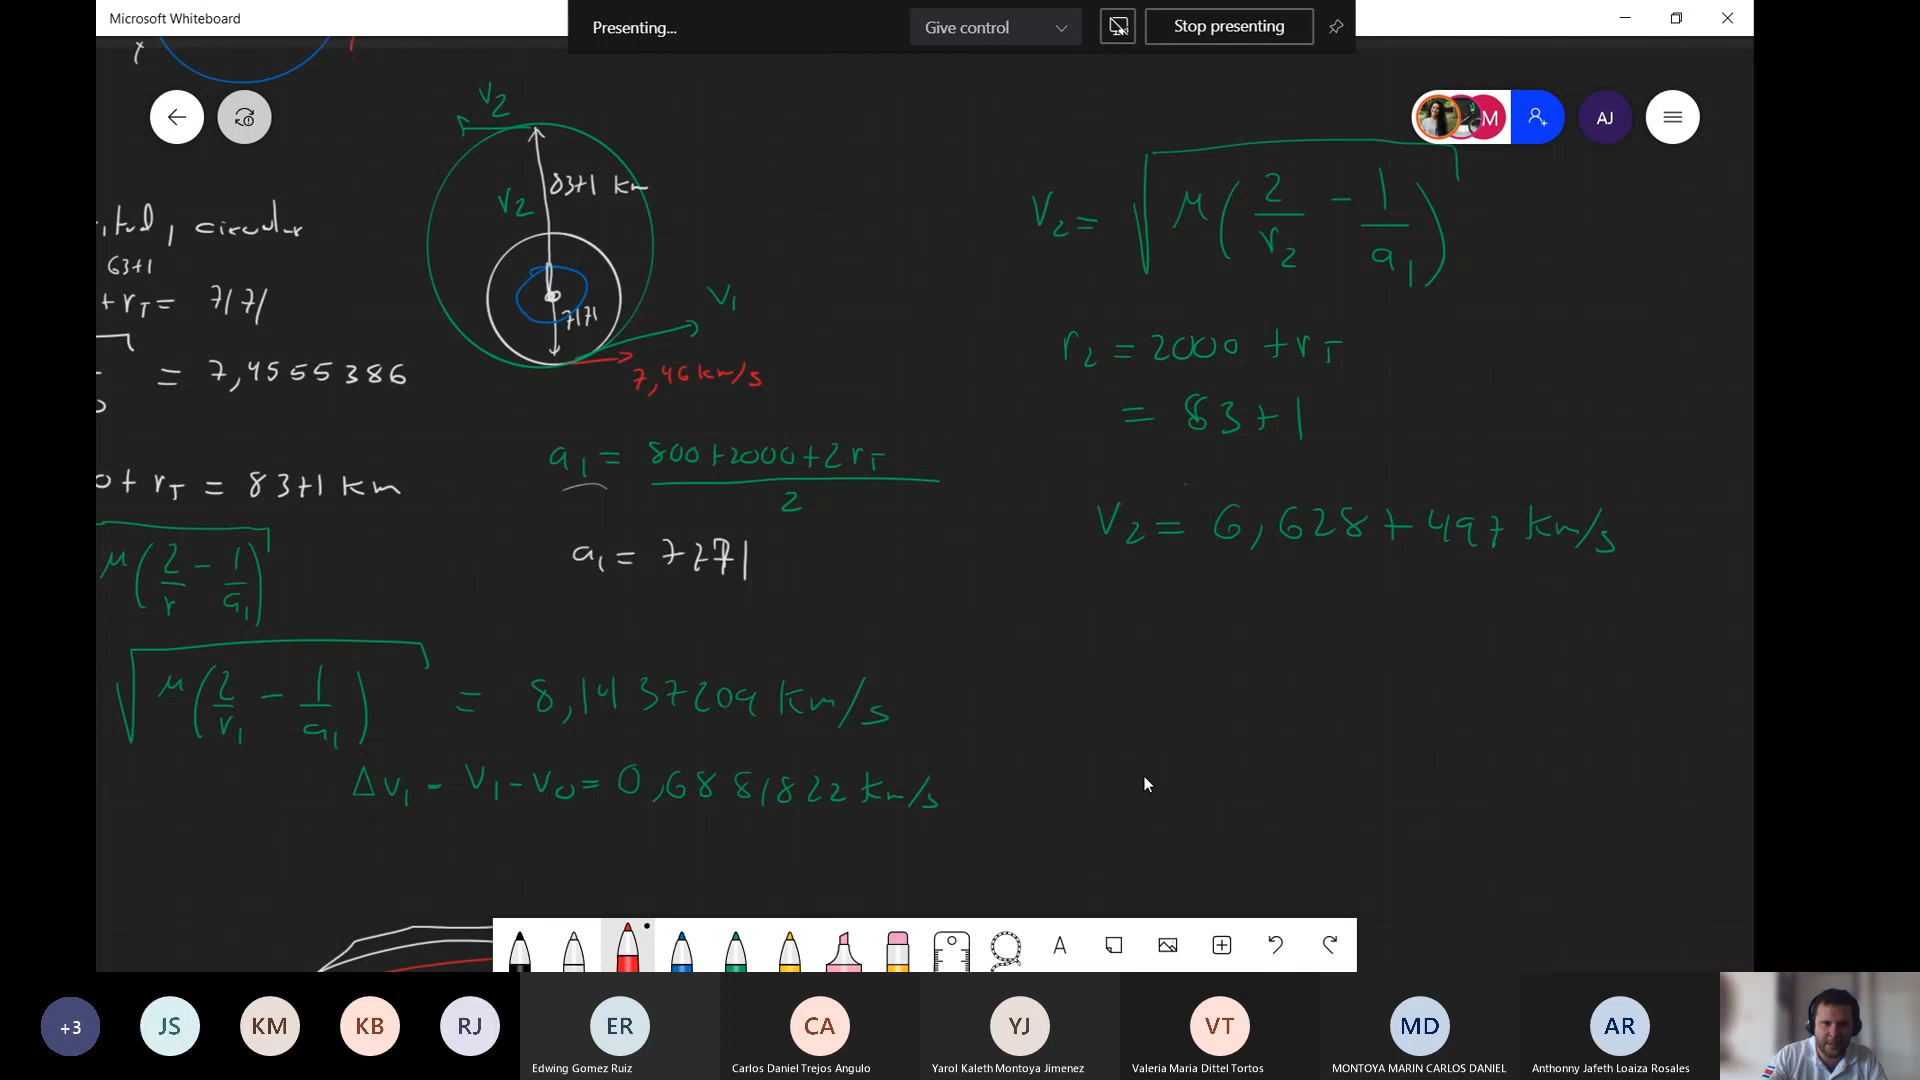 Microsoft Whiteboard
Presenting...
Give control
Stop presenting
M
AJ
V2
8371 km
V2
7171
V1
7,46 km/s
circular
6371
+ rT = 7171
= 7,4555386
0 + rT = 8371 km
μ(2/r - 1/a1)
a1 = (800+2000+2rT)/2
a1 = 7271
√μ(2/r1 - 1/a1) = 8,1437209 km/s
Δv1 = V1 - V0 = 0,6881822 km/s
V2 = √μ(2/r2 - 1/a1)
r2 = 2000 + rT
= 8371
V2 = 6,6287497 km/s
A
+3
JS
KM
KB
RJ
ER
CA
YJ
VT
MD
AR
Edwing Gomez Ruiz
Carlos Daniel Trejos Angulo
Yarol Kaleth Montoya Jimenez
Valeria Maria Dittel Tortos
MONTOYA MARIN CARLOS DANIEL
Anthonny Jafeth Loaiza Rosales